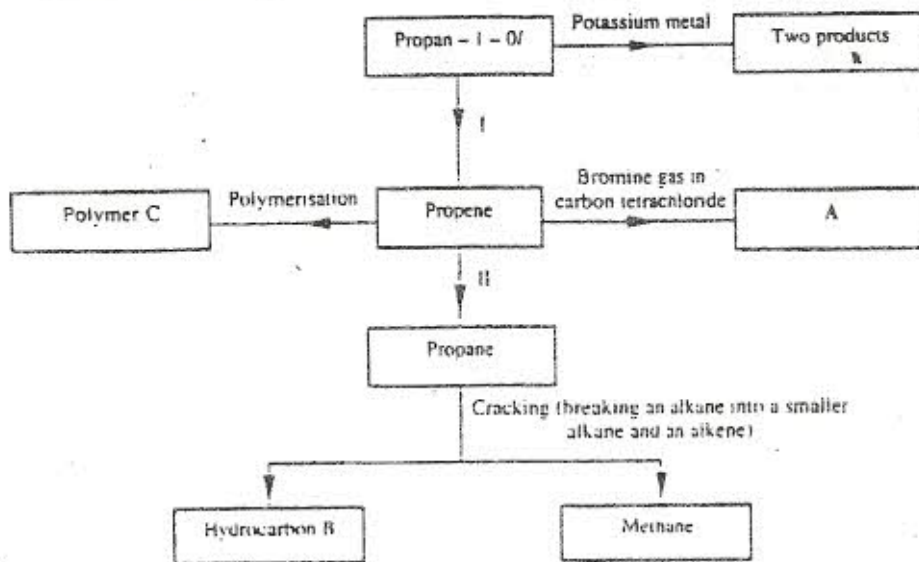 Potassium metal
Propan – 1 – 0l
Two products
I
Bromine gas in
carbon tetrachloride
Polymerisation
Polymer C
Propene
A
II
Propane
Cracking (breaking an alkane into a smaller
alkane and an alkene)
Hydrocarbon B
Methane